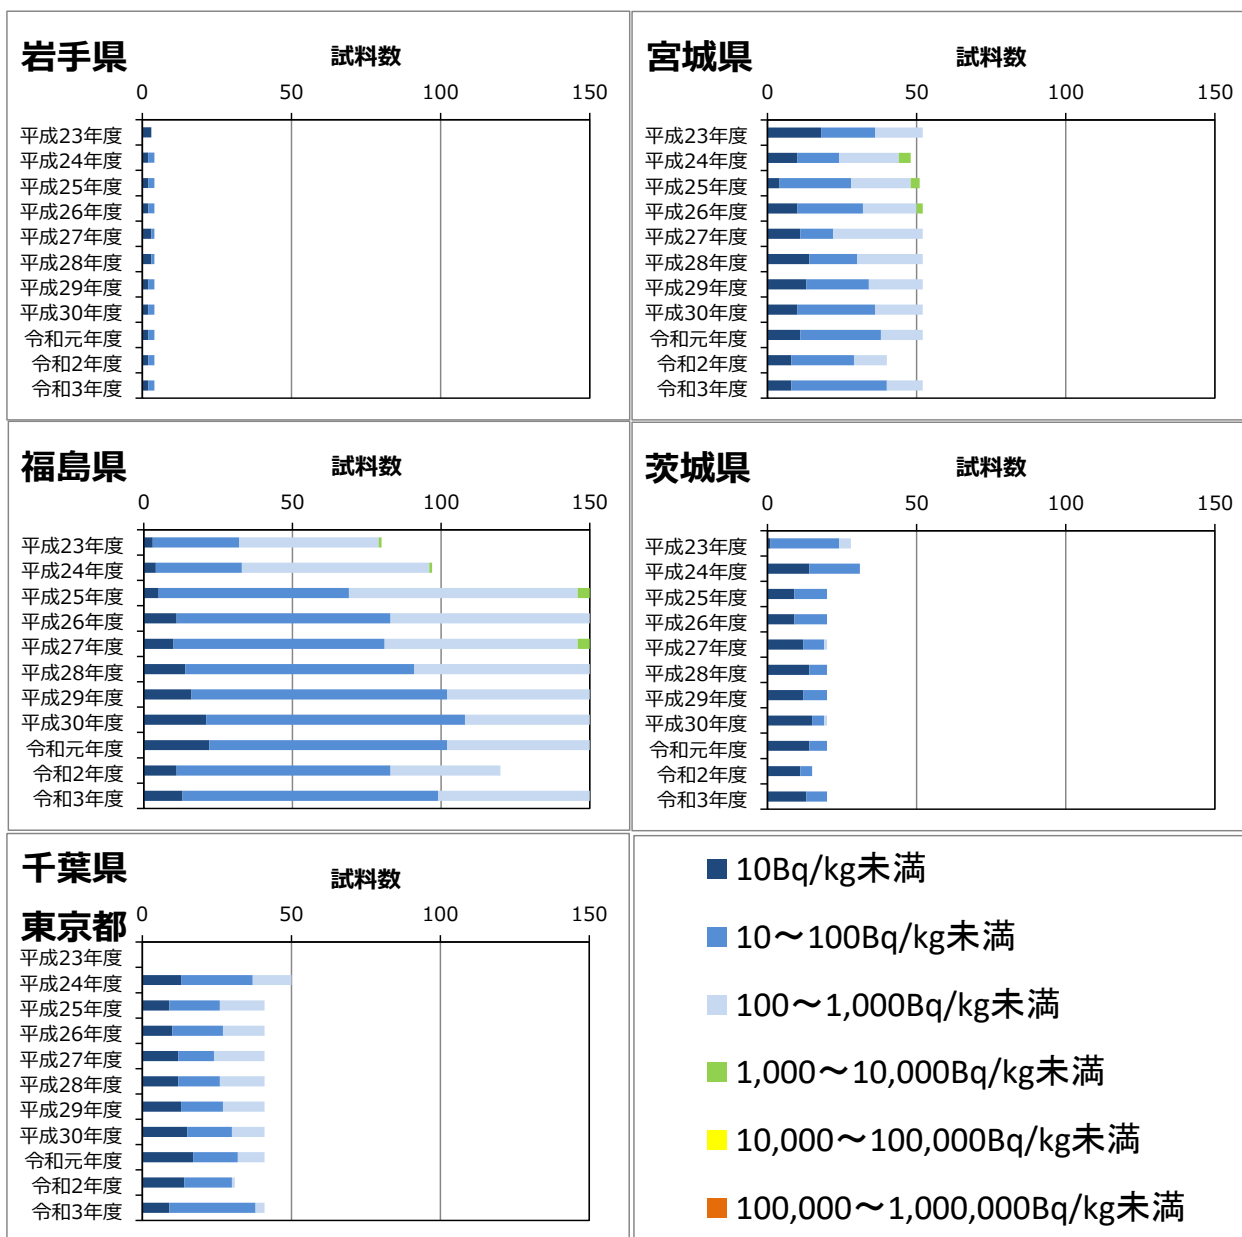 岩手県
試料数
0 50 100 150
平成23年度
平成24年度
平成25年度
平成26年度
平成27年度
平成28年度
平成29年度
平成30年度
令和元年度
令和2年度
令和3年度
宮城県
試料数
0 50 100 150
平成23年度
平成24年度
平成25年度
平成26年度
平成27年度
平成28年度
平成29年度
平成30年度
令和元年度
令和2年度
令和3年度
福島県
試料数
0 50 100 150
平成23年度
平成24年度
平成25年度
平成26年度
平成27年度
平成28年度
平成29年度
平成30年度
令和元年度
令和2年度
令和3年度
茨城県
試料数
0 50 100 150
平成23年度
平成24年度
平成25年度
平成26年度
平成27年度
平成28年度
平成29年度
平成30年度
令和元年度
令和2年度
令和3年度
千葉県
東京都
試料数
0 50 100 150
平成23年度
平成24年度
平成25年度
平成26年度
平成27年度
平成28年度
平成29年度
平成30年度
令和元年度
令和2年度
令和3年度
10Bq/kg未満
10～100Bq/kg未満
100～1,000Bq/kg未満
1,000～10,000Bq/kg未満
10,000～100,000Bq/kg未満
100,000～1,000,000Bq/kg未満